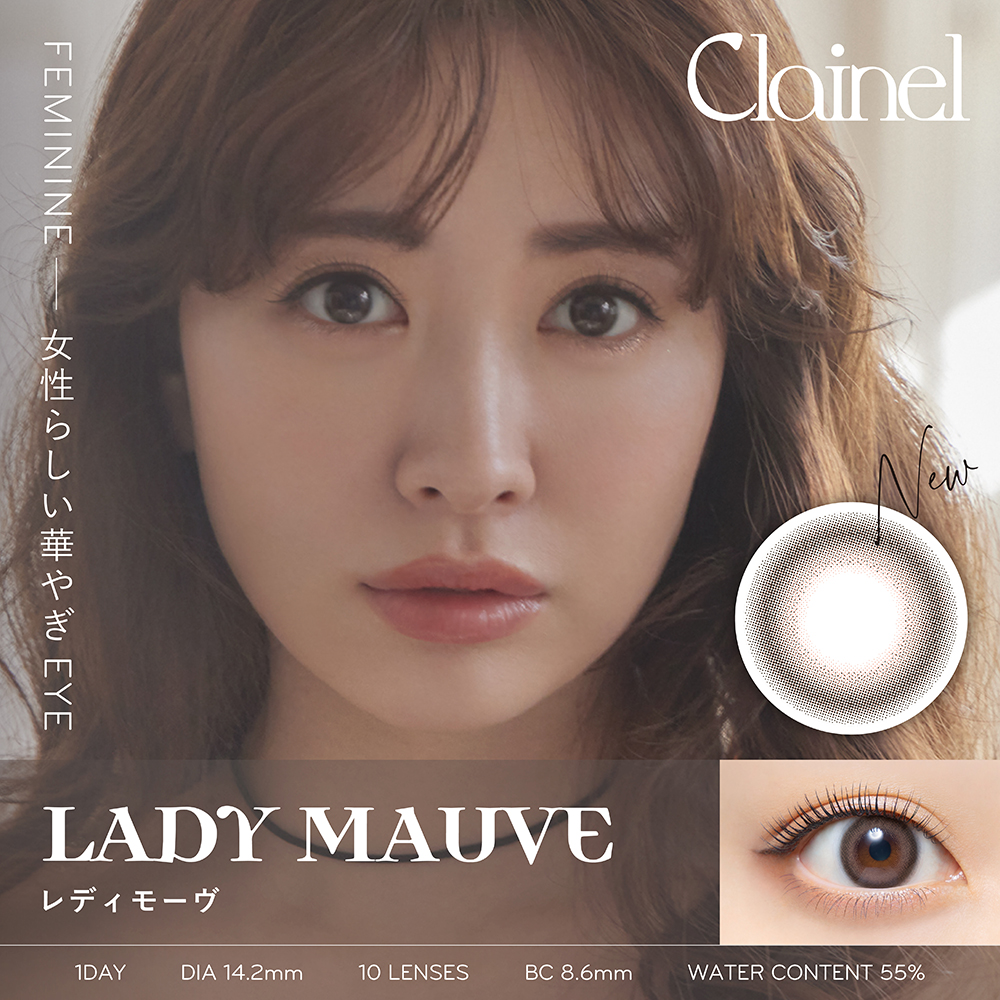 Clainel
FEMININE — 女性らしい華やぎ EYE
New
LADY MAUVE
レディモーヴ
1DAY DIA 14.2mm 10 LENSES BC 8.6mm WATER CONTENT 55%